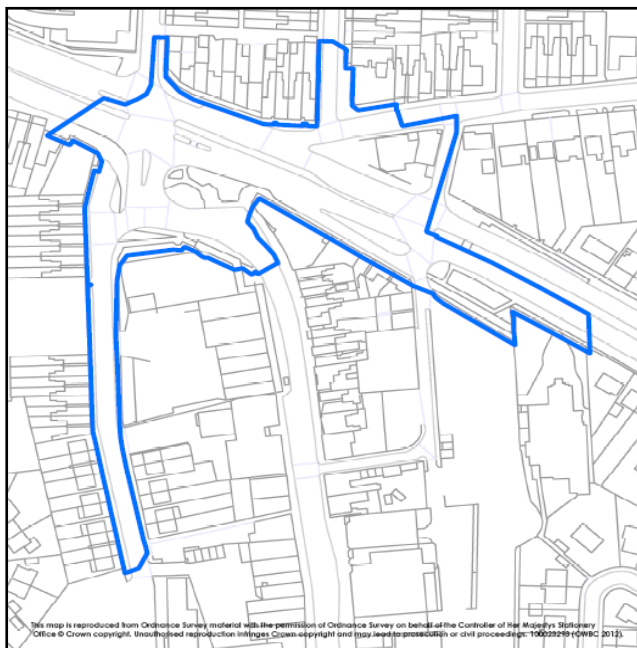 This map is reproduced from Ordnance Survey material with the permission of Ordnance Survey on behalf of the Controller of Her Majestys Stationery
Office © Crown copyright. Unauthorised reproduction infringes Crown copyright and may lead to prosecution or civil proceedings. 100023293 (OWBC 2012).